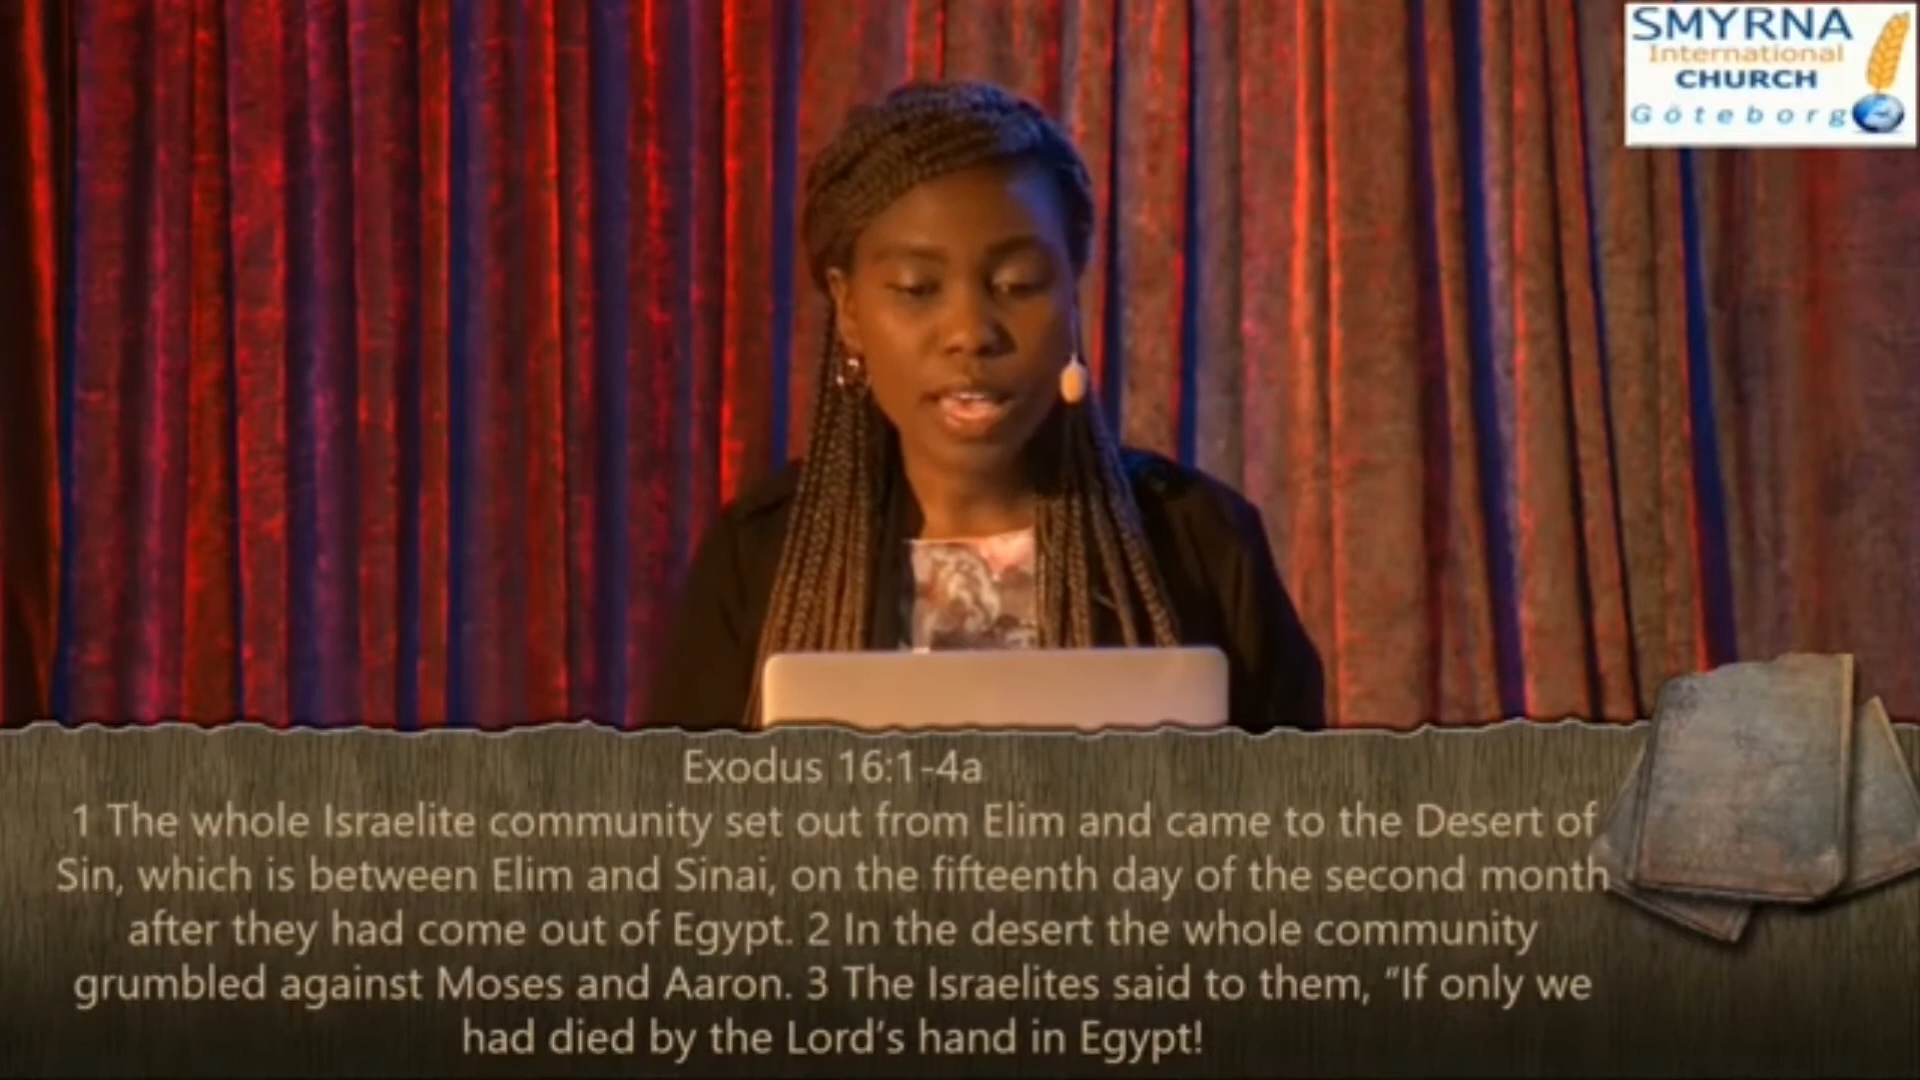 SMYRNA
International
CHURCH
Göteborg
Exodus 16:1-4a
1 The whole Israelite community set out from Elim and came to the Desert of
Sin, which is between Elim and Sinai, on the fifteenth day of the second month
after they had come out of Egypt. 2 In the desert the whole community
grumbled against Moses and Aaron. 3 The Israelites said to them, “If only we
had died by the Lord’s hand in Egypt!